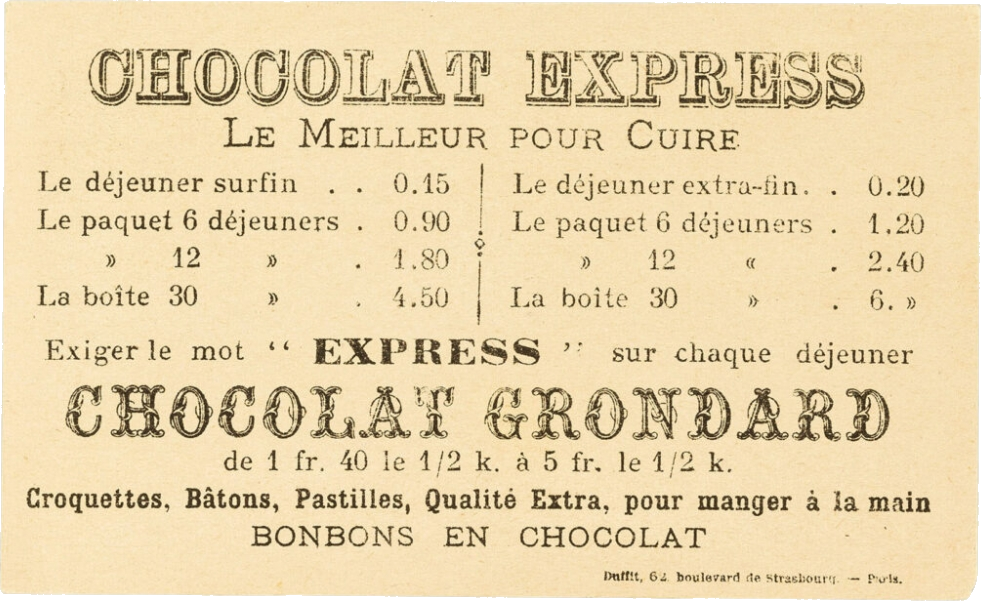 CHOCOLAT EXPRESS
LE MEILLEUR POUR CUIRE
Le déjeuner surfin . . 0.15
Le paquet 6 déjeuners . 0.90
» 12 » . 1.80
La boîte 30 » . 4.50
Le déjeuner extra-fin. . 0.20
Le paquet 6 déjeuners . 1.20
» 12 « . 2.40
La boîte 30 » . 6. »
Exiger le mot “ EXPRESS ” sur chaque déjeuner
CHOCOLAT GRONDARD
de 1 fr. 40 le 1/2 k. à 5 fr. le 1/2 k.
Croquettes, Bâtons, Pastilles, Qualité Extra, pour manger à la main
BONBONS EN CHOCOLAT
Duffit, 62 boulevard de Strasbourg. — Paris.